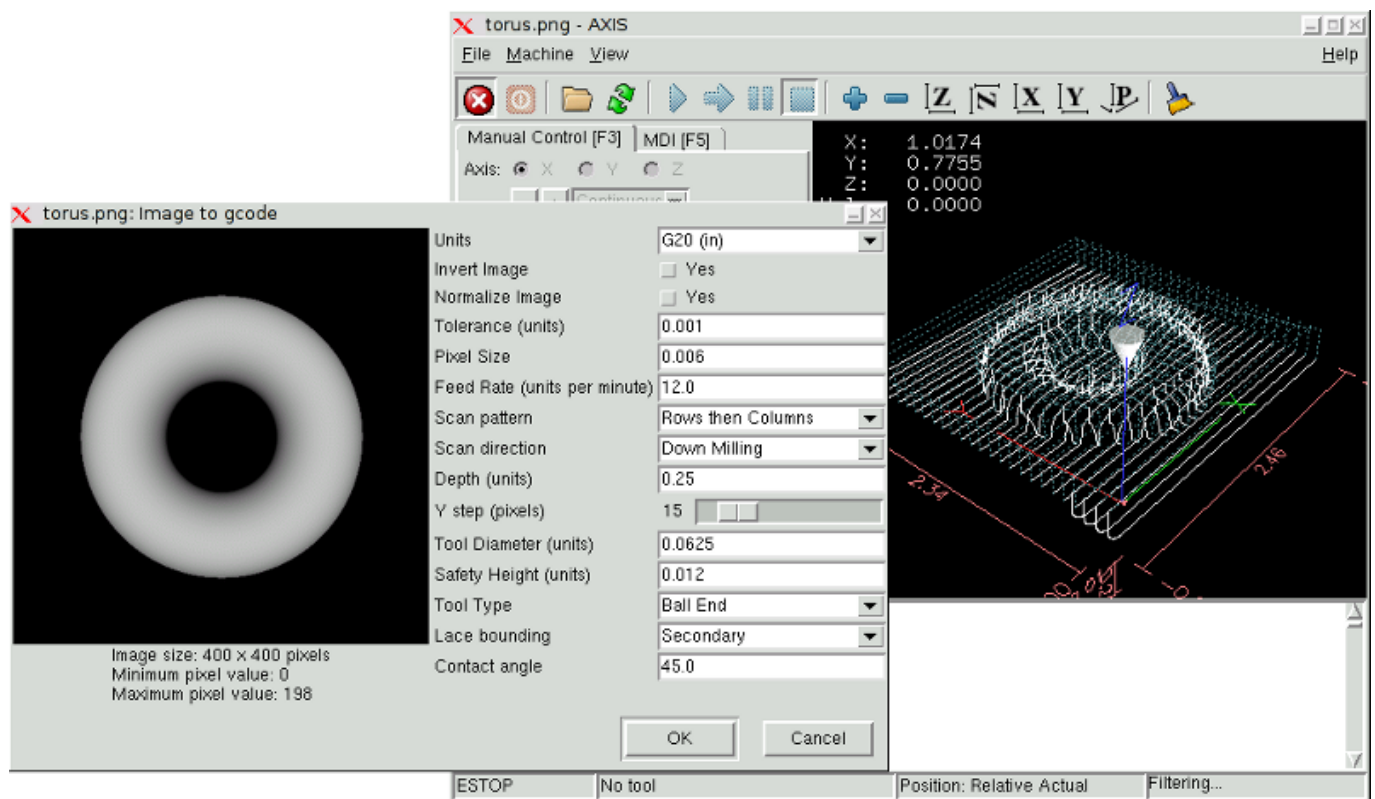 torus.png - AXIS
File Machine View Help
Z N X Y P
Manual Control [F3] MDI [F5]
Axis: X Y Z
Continuous
X: 1.0174
Y: 0.7755
Z: 0.0000
0.0000
2.34
2.46
torus.png: Image to gcode
Units G20 (in)
Invert Image Yes
Normalize Image Yes
Tolerance (units) 0.001
Pixel Size 0.006
Feed Rate (units per minute) 12.0
Scan pattern Rows then Columns
Scan direction Down Milling
Depth (units) 0.25
Y step (pixels) 15
Tool Diameter (units) 0.0625
Safety Height (units) 0.012
Tool Type Ball End
Lace bounding Secondary
Contact angle 45.0
Image size: 400 x 400 pixels
Minimum pixel value: 0
Maximum pixel value: 198
OK Cancel
ESTOP No tool Position: Relative Actual Filtering...